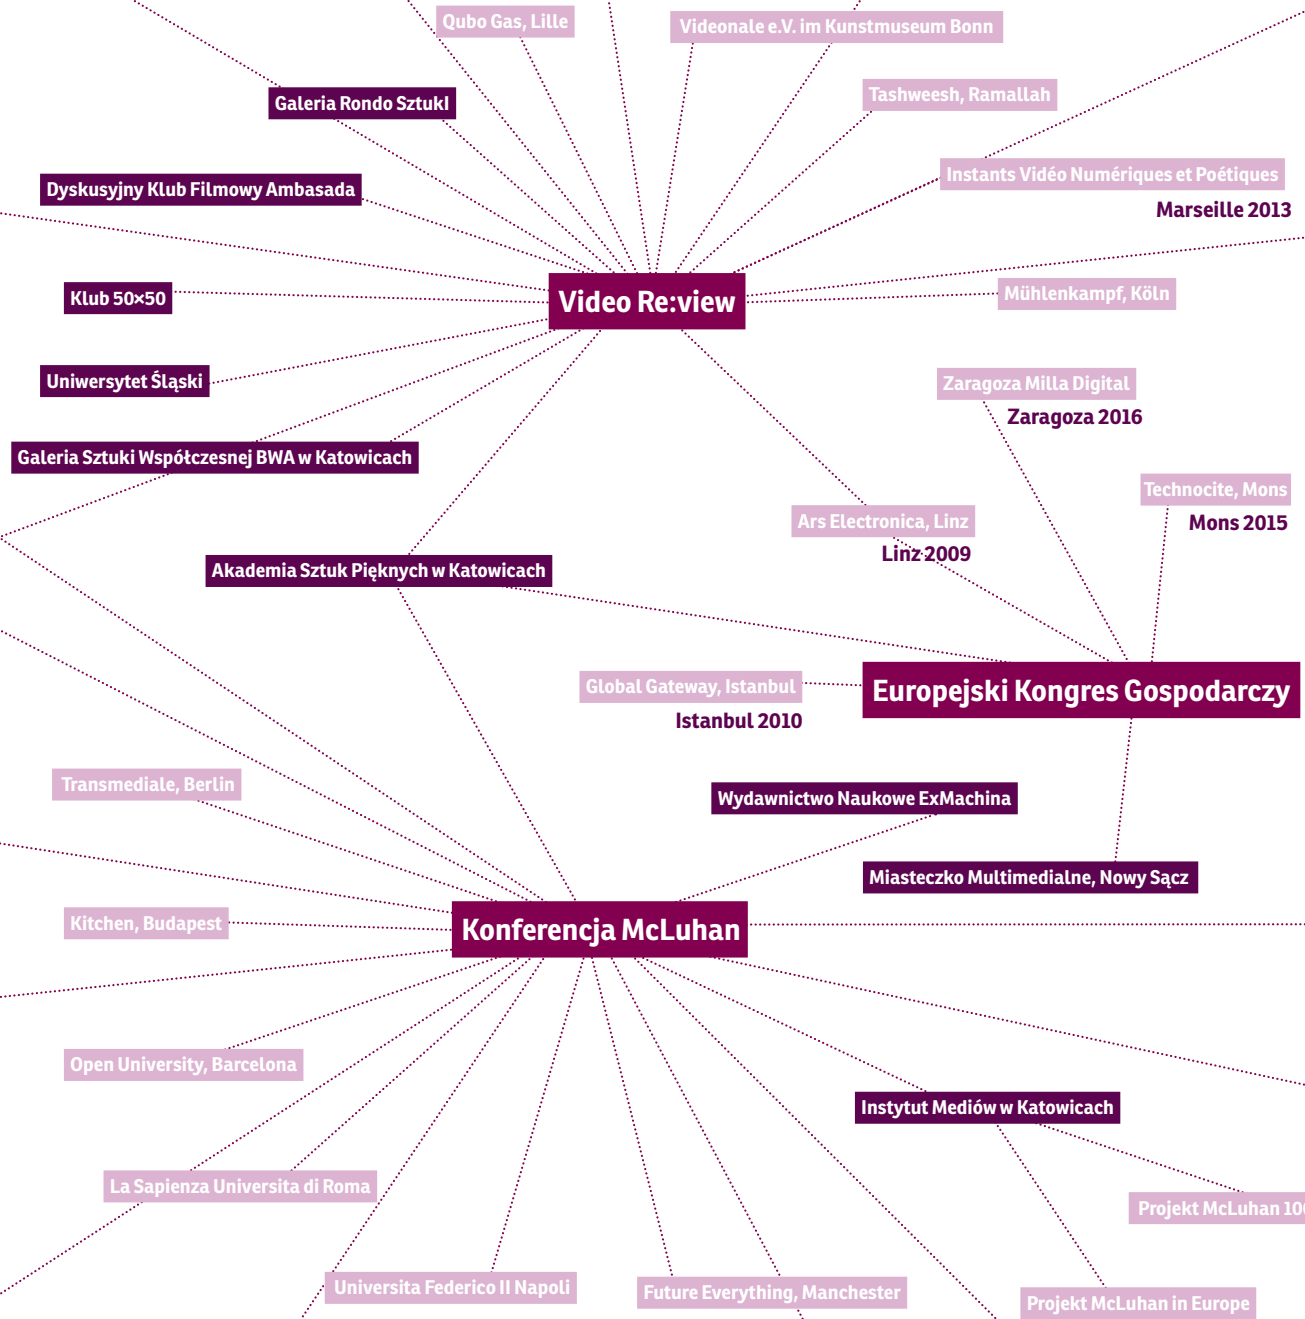 Qubo Gas, Lille
Videonale e.V. im Kunstmuseum Bonn
Galeria Rondo SztukI
Tashweesh, Ramallah
Dyskusyjny Klub Filmowy Ambasada
Instants Vidéo Numériques et Poétiques
Marseille 2013
Klub 50×50
Video Re:view
Mühlenkampf, Köln
Uniwersytet Śląski
Zaragoza Milla Digital
Zaragoza 2016
Galeria Sztuki Współczesnej BWA w Katowicach
Technocite, Mons
Mons 2015
Ars Electronica, Linz
Linz 2009
Akademia Sztuk Pięknych w Katowicach
Global Gateway, Istanbul
Istanbul 2010
Europejski Kongres Gospodarczy
Transmediale, Berlin
Wydawnictwo Naukowe ExMachina
Miasteczko Multimedialne, Nowy Sącz
Kitchen, Budapest
Konferencja McLuhan
Open University, Barcelona
Instytut Mediów w Katowicach
La Sapienza Universita di Roma
Projekt McLuhan 10
Universita Federico II Napoli
Future Everything, Manchester
Projekt McLuhan in Europe